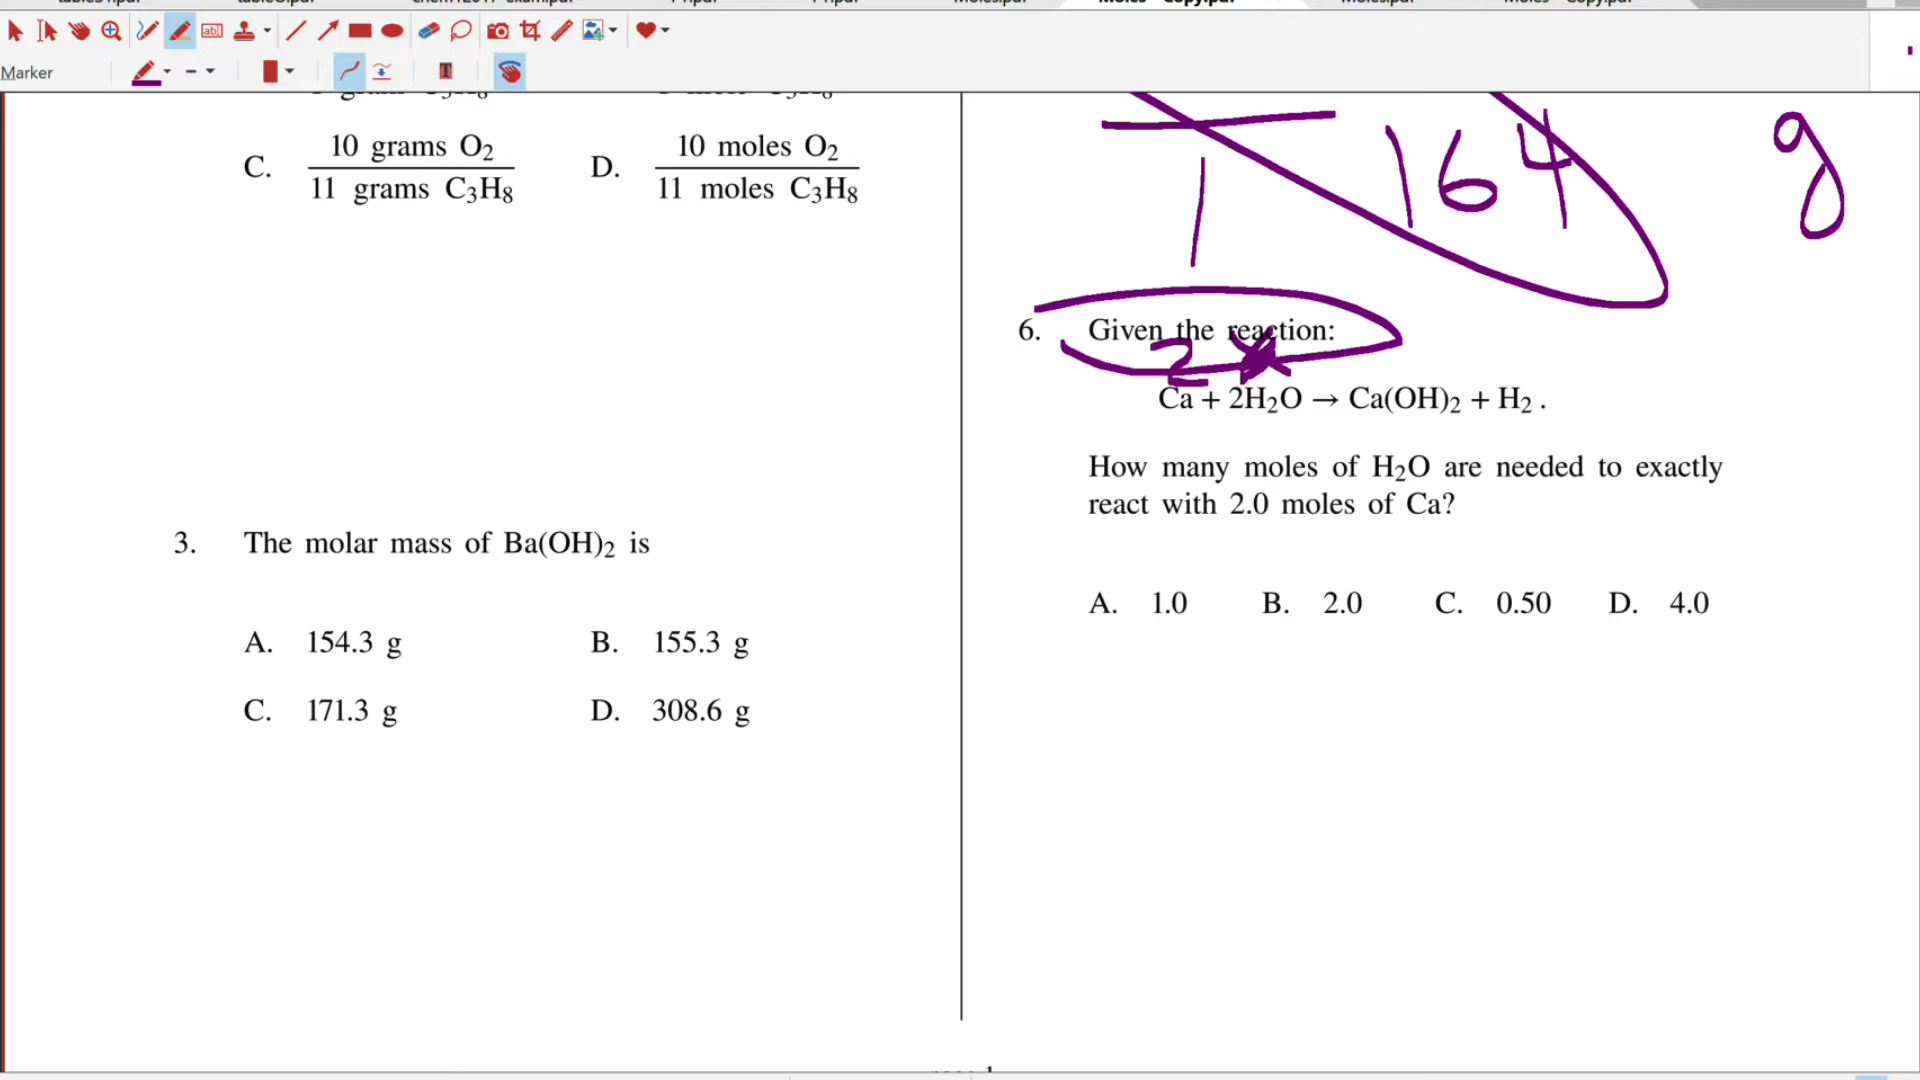 Marker
C. 10 grams O2 / 11 grams C3H8
D. 10 moles O2 / 11 moles C3H8
3. The molar mass of Ba(OH)2 is
A. 154.3 g
B. 155.3 g
C. 171.3 g
D. 308.6 g
1
164
g
6. Given the reaction:
2
Ca + 2H2O → Ca(OH)2 + H2 .
How many moles of H2O are needed to exactly
react with 2.0 moles of Ca?
A. 1.0 B. 2.0 C. 0.50 D. 4.0